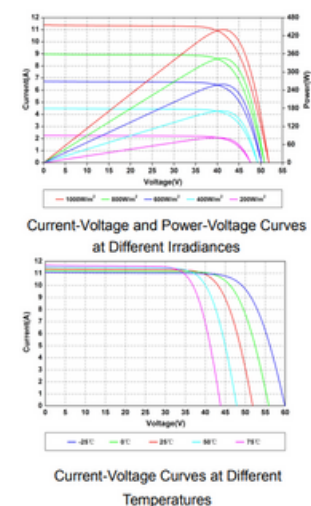 12 480
11
10
9 360
8
7
6 240
5
4
3 120
2
1
0 0
0 5 10 15 20 25 30 35 40 45 50 55
Current(A)
Power(W)
Voltage(V)
1000W/m² 800W/m² 600W/m² 400W/m² 200W/m²
Current-Voltage and Power-Voltage Curves
at Different Irradiances
12
11
10
9
8
7
6
5
4
3
2
1
0
0 5 10 15 20 25 30 35 40 45 50 55 60
Current(A)
Voltage(V)
-25℃ 0℃ 25℃ 50℃ 75℃
Current-Voltage Curves at Different
Temperatures